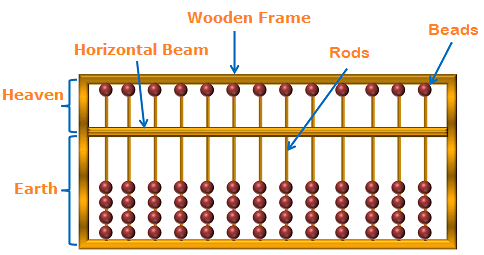 Wooden Frame
Beads
Horizontal Beam
Rods
Heaven
Earth